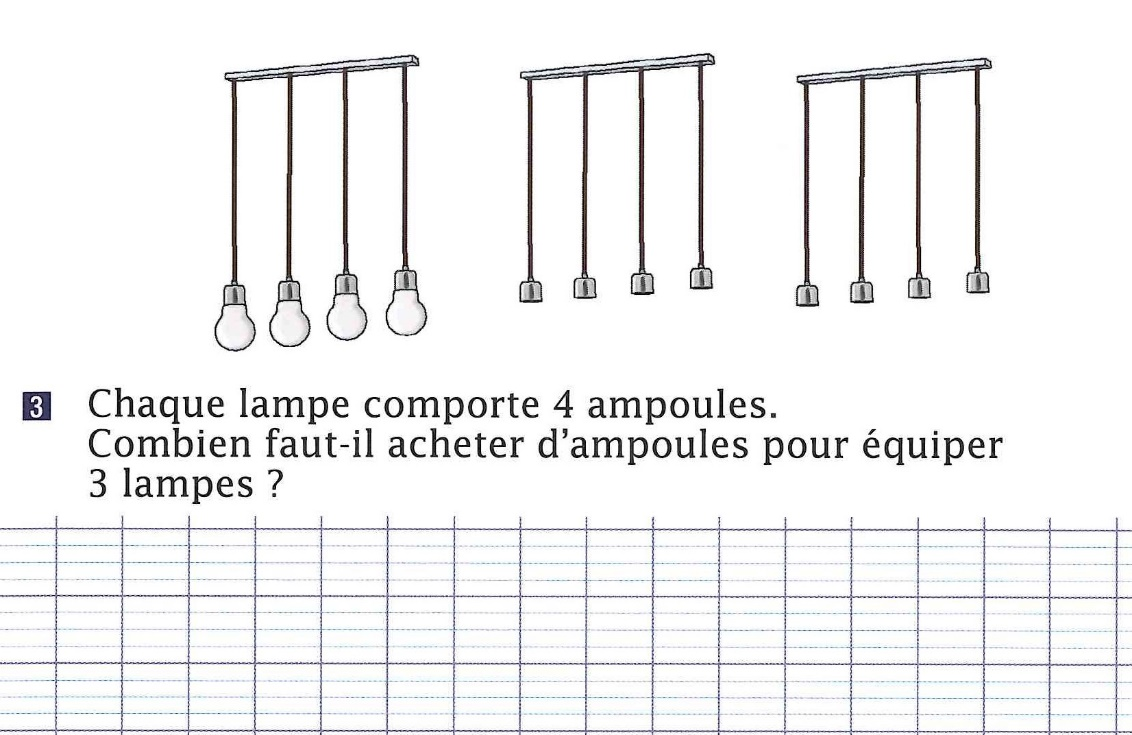 3 Chaque lampe comporte 4 ampoules.
Combien faut-il acheter d’ampoules pour équiper
3 lampes ?